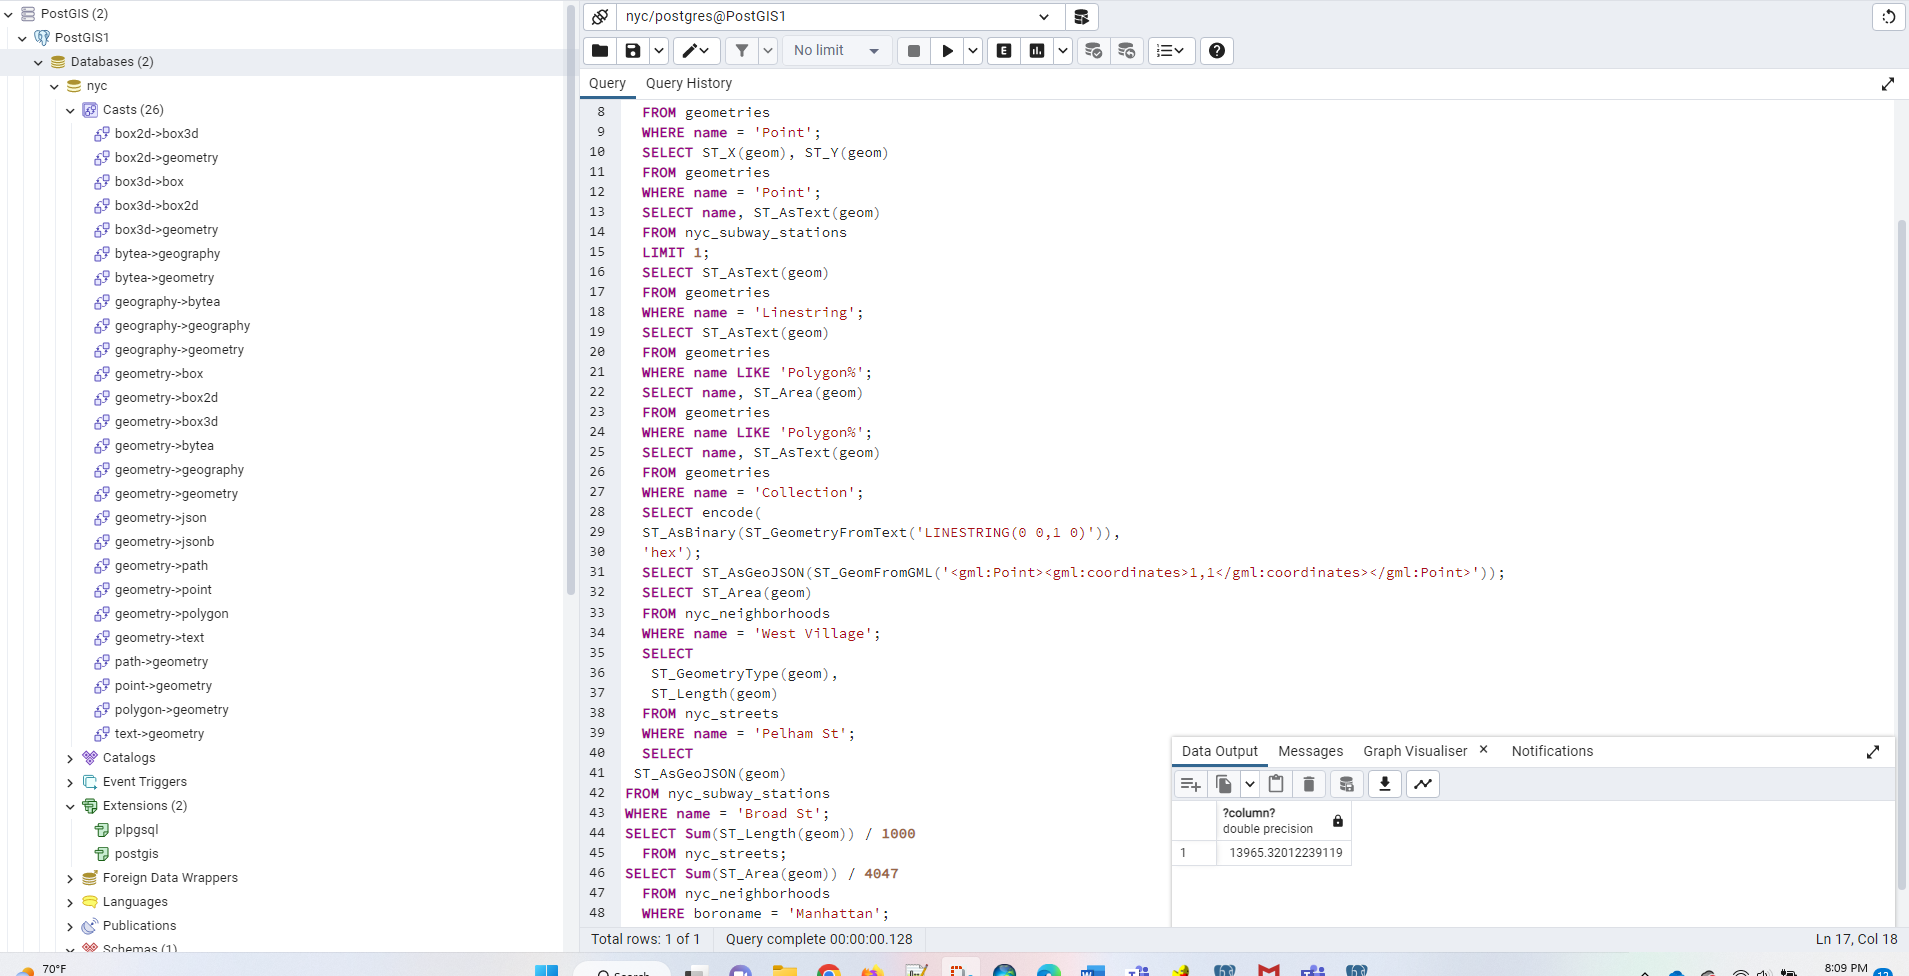 PostGIS (2)
PostGIS1
Databases (2)
nyc
Casts (26)
box2d->box3d
box2d->geometry
box3d->box
box3d->box2d
box3d->geometry
bytea->geography
bytea->geometry
geography->bytea
geography->geography
geography->geometry
geometry->box
geometry->box2d
geometry->box3d
geometry->bytea
geometry->geography
geometry->geometry
geometry->json
geometry->jsonb
geometry->path
geometry->point
geometry->polygon
geometry->text
path->geometry
point->geometry
polygon->geometry
text->geometry
Catalogs
Event Triggers
Extensions (2)
plpgsql
postgis
Foreign Data Wrappers
Languages
Publications
Schemas (1)
nyc/postgres@PostGIS1
No limit
E
Query Query History
8 FROM geometries
9 WHERE name = 'Point';
10 SELECT ST_X(geom), ST_Y(geom)
11 FROM geometries
12 WHERE name = 'Point';
13 SELECT name, ST_AsText(geom)
14 FROM nyc_subway_stations
15 LIMIT 1;
16 SELECT ST_AsText(geom)
17 FROM geometries
18 WHERE name = 'Linestring';
19 SELECT ST_AsText(geom)
20 FROM geometries
21 WHERE name LIKE 'Polygon%';
22 SELECT name, ST_Area(geom)
23 FROM geometries
24 WHERE name LIKE 'Polygon%';
25 SELECT name, ST_AsText(geom)
26 FROM geometries
27 WHERE name = 'Collection';
28 SELECT encode(
29 ST_AsBinary(ST_GeometryFromText('LINESTRING(0 0,1 0)')),
30 'hex');
31 SELECT ST_AsGeoJSON(ST_GeomFromGML('<gml:Point><gml:coordinates>1,1</gml:coordinates></gml:Point>'));
32 SELECT ST_Area(geom)
33 FROM nyc_neighborhoods
34 WHERE name = 'West Village';
35 SELECT
36 ST_GeometryType(geom),
37 ST_Length(geom)
38 FROM nyc_streets
39 WHERE name = 'Pelham St';
40 SELECT
41 ST_AsGeoJSON(geom)
42 FROM nyc_subway_stations
43 WHERE name = 'Broad St';
44 SELECT Sum(ST_Length(geom)) / 1000
45 FROM nyc_streets;
46 SELECT Sum(ST_Area(geom)) / 4047
47 FROM nyc_neighborhoods
48 WHERE boroname = 'Manhattan';
Data Output Messages Graph Visualiser × Notifications
?column?
double precision
1 13965.32012239119
Total rows: 1 of 1 Query complete 00:00:00.128 Ln 17, Col 18
70°F
Search
8:09 PM